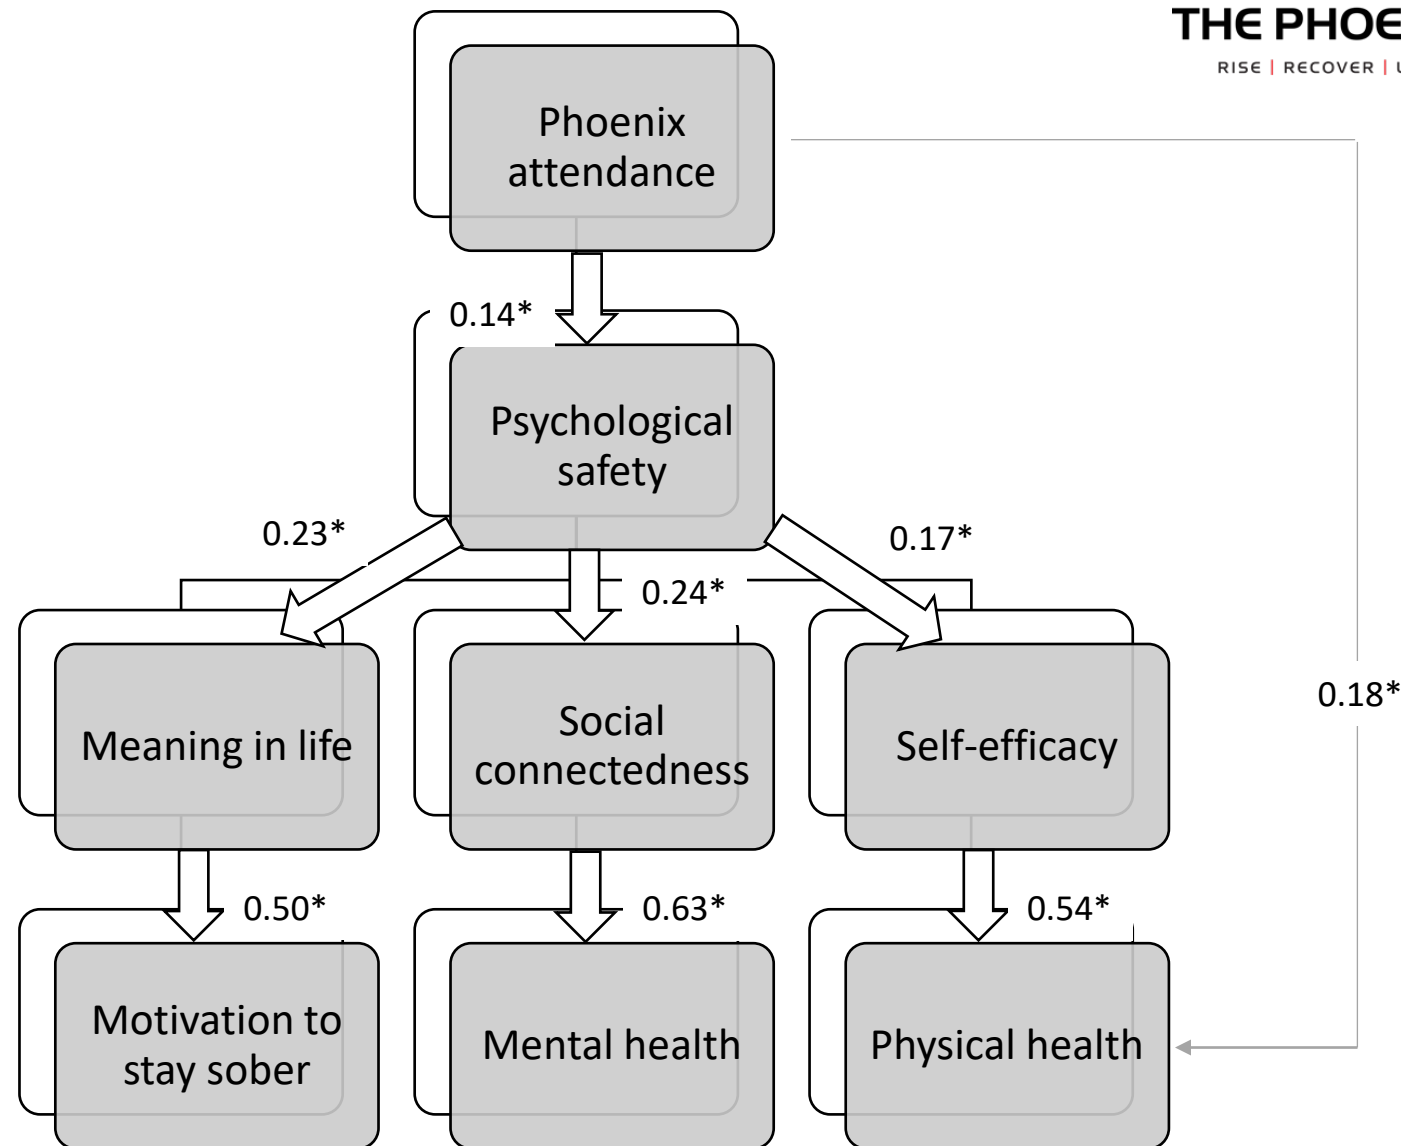 THE PHOE
RISE | RECOVER | U
Phoenix
attendance
0.14*
Psychological
safety
0.23*
0.17*
0.24*
Meaning in life
Social
connectedness
Self-efficacy
0.18*
0.50*
0.63*
0.54*
Motivation to
stay sober
Mental health
Physical health